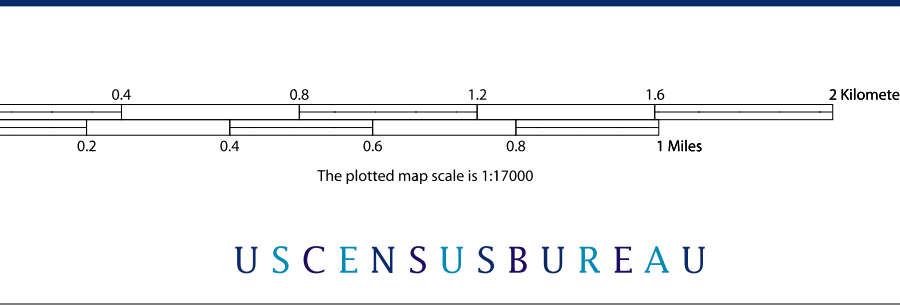 0.4 0.8 1.2 1.6 2 Kilomete
0.2 0.4 0.6 0.8 1 Miles
The plotted map scale is 1:17000
USCENSUSBUREAU